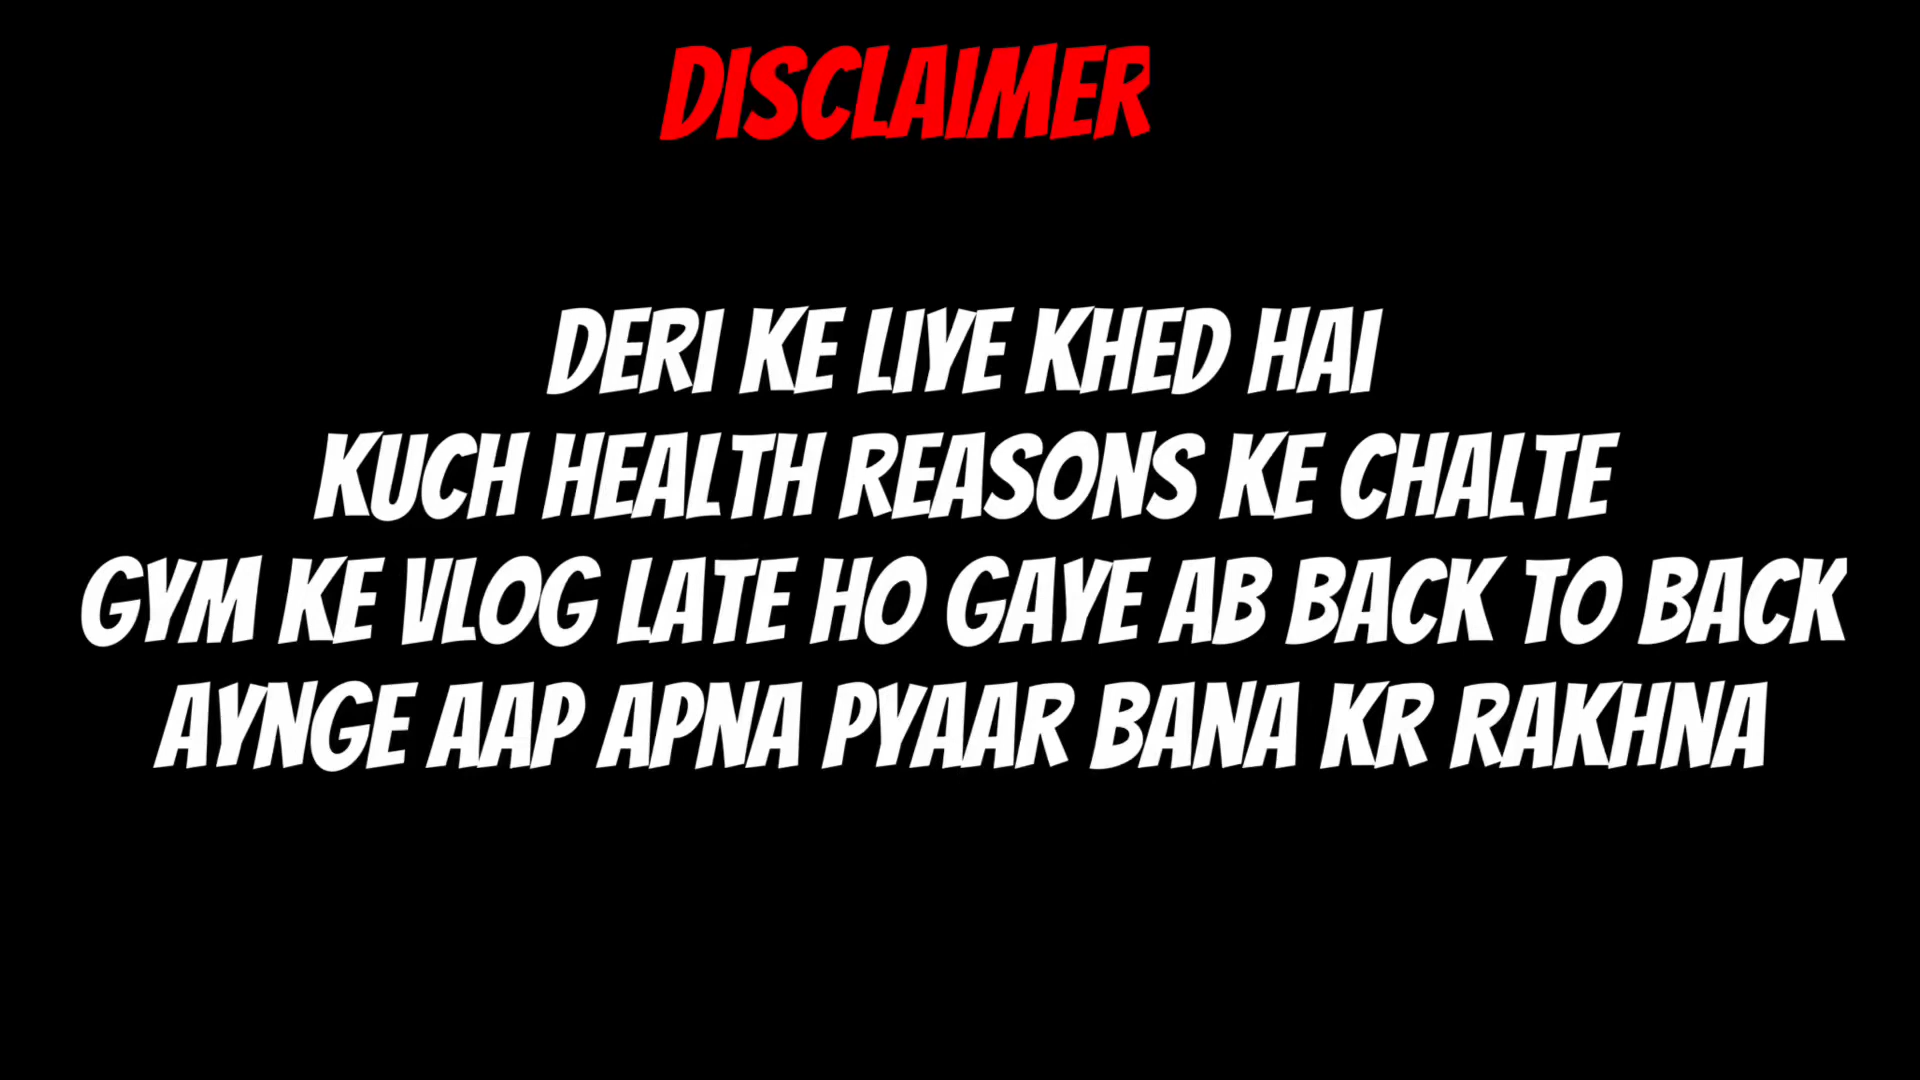 DISCLAIMER
DERI KE LIYE KHED HAI
KUCH HEALTH REASONS KE CHALTE
GYM KE VLOG LATE HO GAYE AB BACK TO BACK
AYNGE AAP APNA PYAAR BANA KR RAKHNA